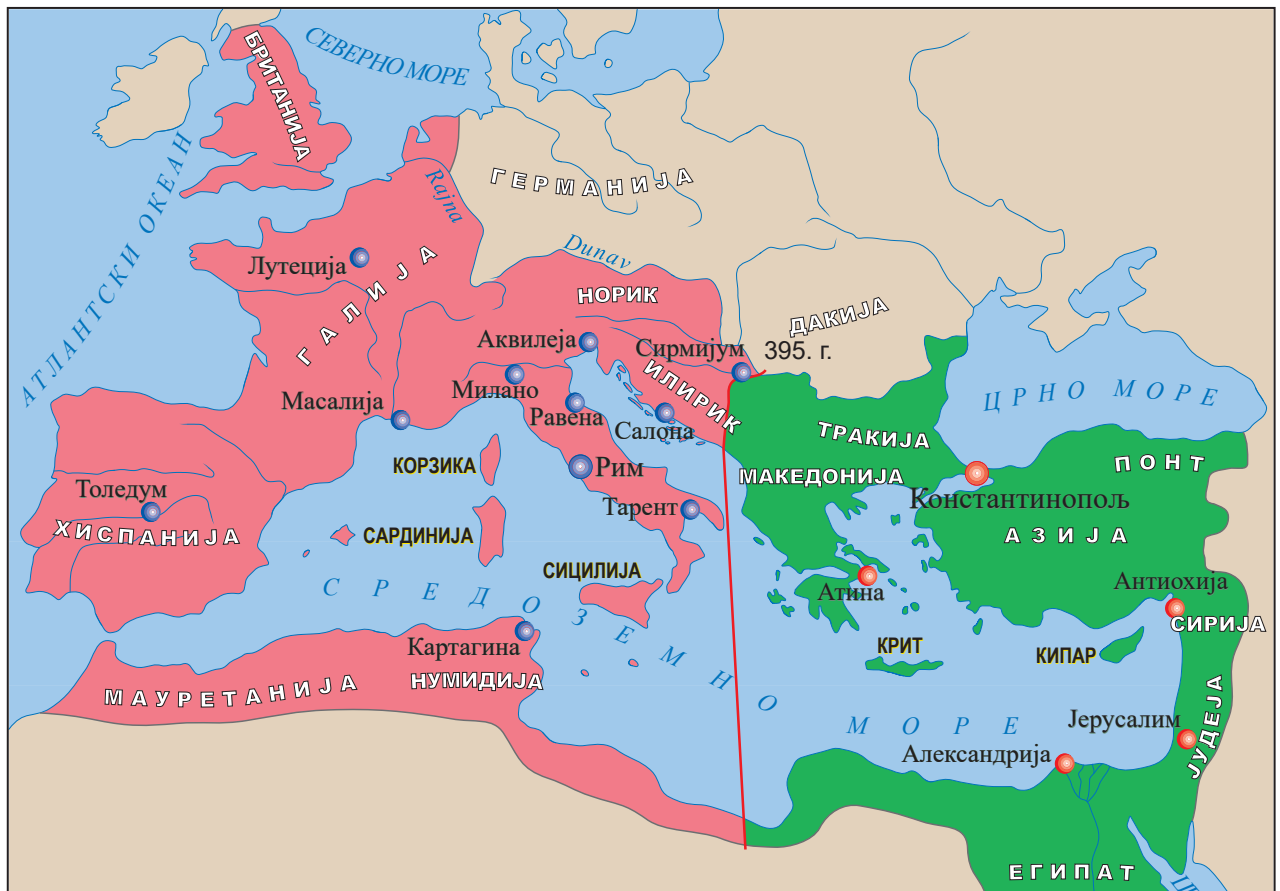 СЕВЕРНО МОРЕ
БРИТАНИЈА
АТЛАНТСКИ ОКЕАН
Rajna
ГЕРМАНИЈА
Dunav
Лутеција
ГАЛИЈА
НОРИК
ДАКИЈА
Аквилеја
Сирмијум
395. г.
ИЛИРИК
Милано
Масалија
Равена
Салона
ЦРНО МОРЕ
ТРАКИЈА
КОРЗИКА
Рим
МАКЕДОНИЈА
ПОНТ
Толедум
Константинопољ
Тарент
ХИСПАНИЈА
САРДИНИЈА
АЗИЈА
СИЦИЛИЈА
Атина
Антиохија
СРЕДОЗЕМНО МОРЕ
СИРИЈА
Картагина
КРИТ
КИПАР
МАУРЕТАНИЈА
НУМИДИЈА
Јерусалим
ЈУДЕЈА
Александрија
ЕГИПАТ